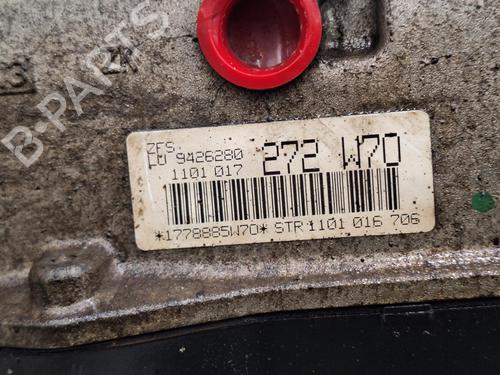 B-PARTS
ZFS
LU 9426280 272 W70
1101 017
*1778885W70* STR 1101 016 706